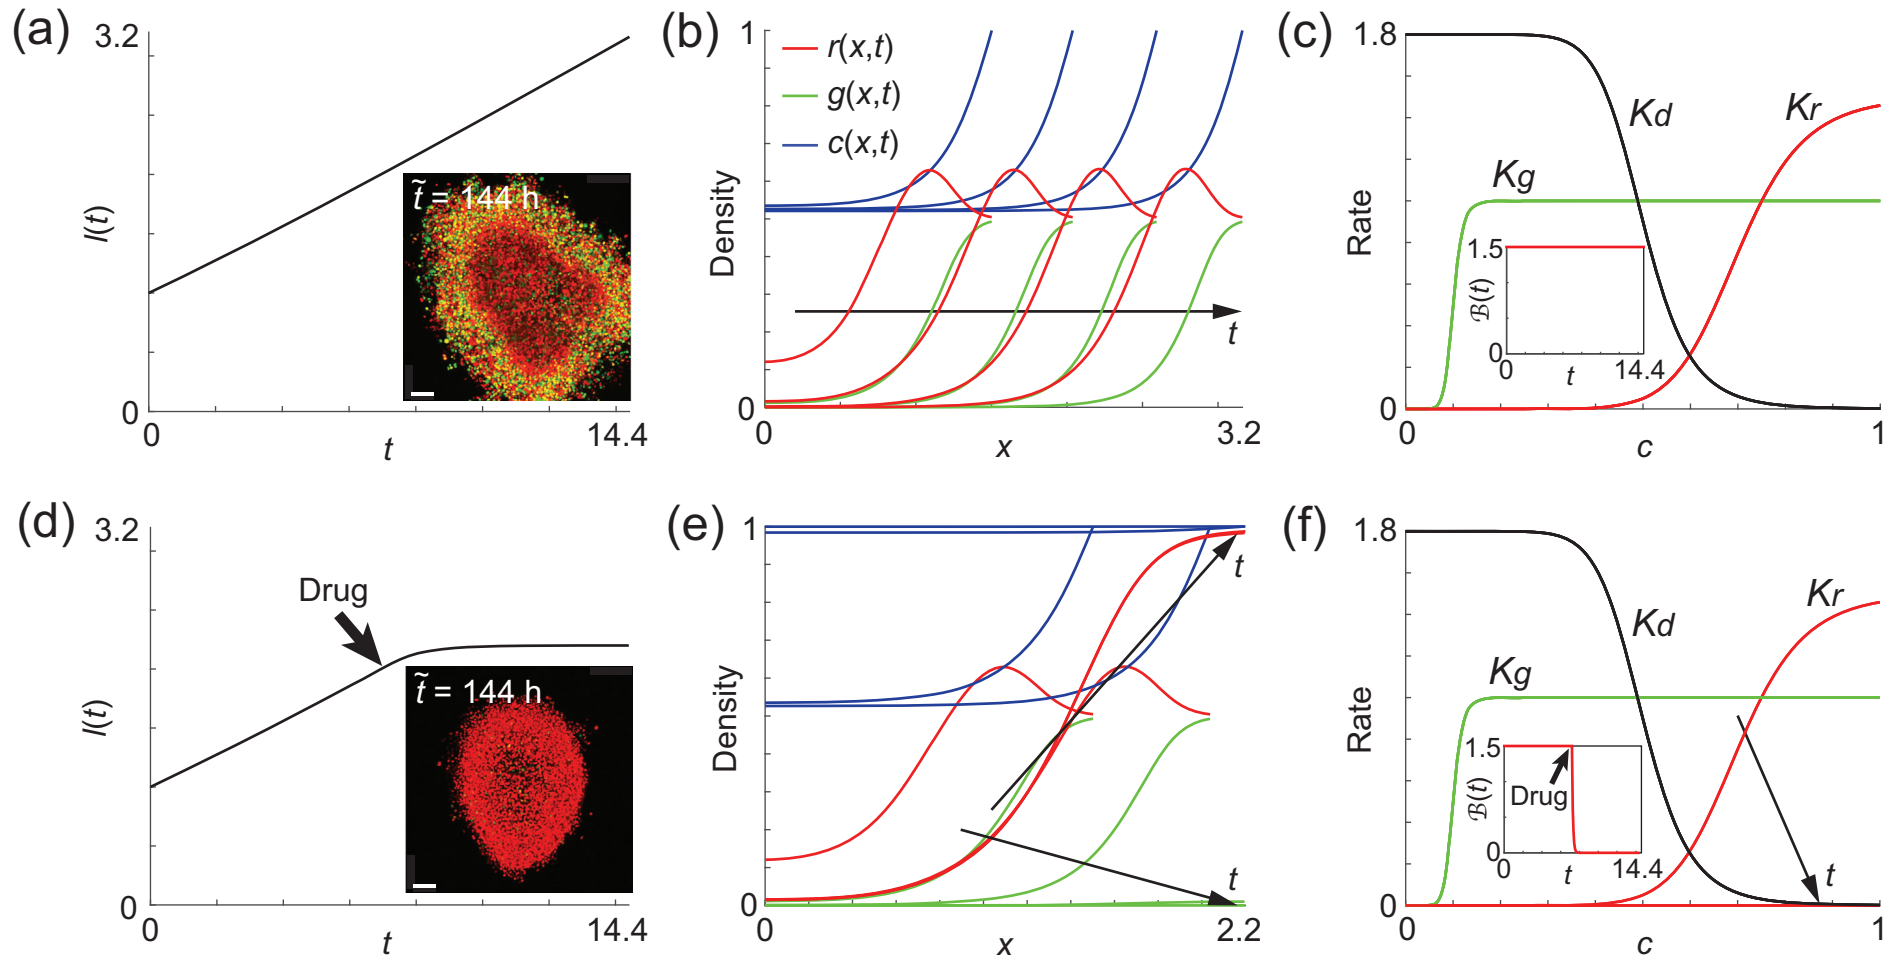 (a)
3.2
l(t)
0
0
14.4
t
t̃ = 144 h
(b)
1
r(x,t)
g(x,t)
c(x,t)
Density
t
0
0
3.2
x
(c)
1.8
Kd
Kr
Kg
Rate
1.5
ℬ(t)
0
0
t
14.4
0
0
c
1
(d)
3.2
Drug
l(t)
0
0
14.4
t
t̃ = 144 h
(e)
1
t
Density
t
0
0
2.2
x
(f)
1.8
Kr
Kd
Kg
Rate
1.5
Drug
ℬ(t)
0
0
t
14.4
t
0
0
c
1